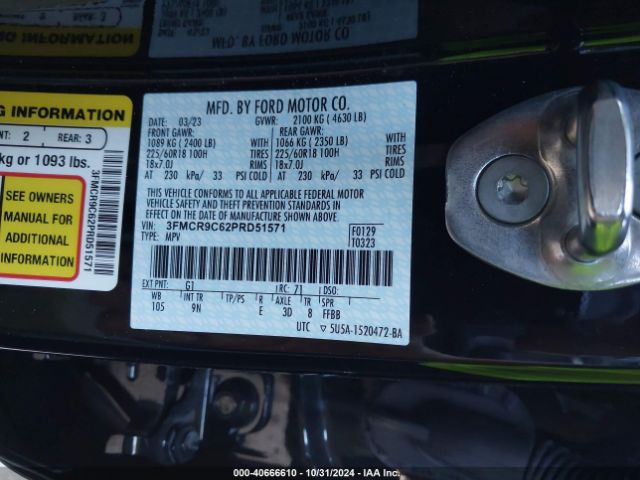 MFD. BY FORD MOTOR CO
NG INFORMATION
NT: 2 REAR: 3
kg or 1093 lbs.
SEE OWNERS
MANUAL FOR
ADDITIONAL
INFORMATION
3FMCR9C62PRD51571
MFD. BY FORD MOTOR CO.
03/23 GVWR: 2100 KG ( 4630 LB)
FRONT GAWR: REAR GAWR:
1089 KG ( 2400 LB) WITH 1066 KG ( 2350 LB) WITH
225/60R18 100H TIRES 225/60R18 100H TIRES
18x7.0J RIMS 18x7.0J RIMS
AT 230 kPa/ 33 PSI COLD AT 230 kPa/ 33 PSI COLD
THIS VEHICLE CONFORMS TO ALL APPLICABLE FEDERAL MOTOR
VEHICLE SAFETY AND THEFT PREVENTION STANDARDS IN
EFFECT ON THE DATE OF MANUFACTURE SHOWN ABOVE.
VIN: 3FMCR9C62PRD51571 F0129
TYPE: MPV T0323
EXT PNT: G1 RC: 71 DSO:
WB INT TR TP/PS R AXLE TR SPR
105 9N E 3D 8 FFBB
UTC ▽ 5U5A-1520472-BA
000-40666610 • 10/31/2024 • IAA Inc.